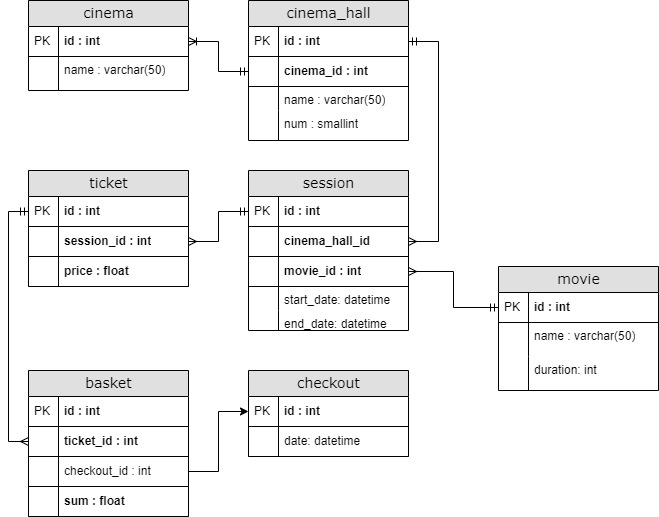 cinema
PK id : int
name : varchar(50)
cinema_hall
PK id : int
cinema_id : int
name : varchar(50)
num : smallint
ticket
PK id : int
session_id : int
price : float
session
PK id : int
cinema_hall_id
movie_id : int
start_date: datetime
end_date: datetime
movie
PK id : int
name : varchar(50)
duration: int
basket
PK id : int
ticket_id : int
checkout_id : int
sum : float
checkout
PK id : int
date: datetime